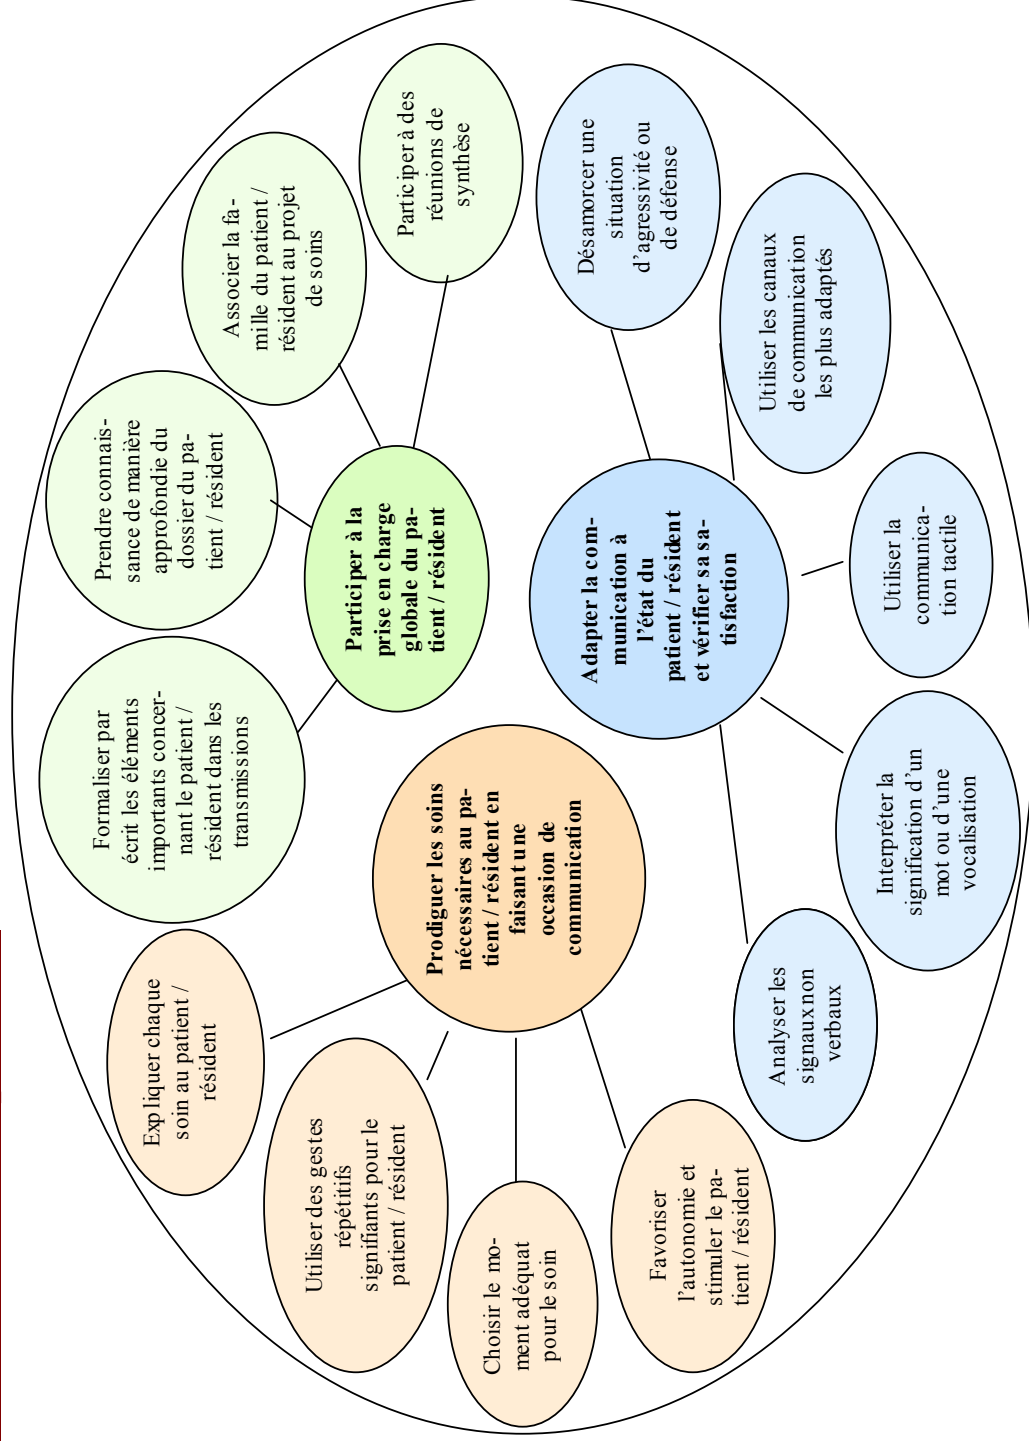 Formaliser par
écrit les éléments
importants concer-
nant le patient /
résident dans les
transmissions
Prendre connais-
sance de manière
approfondie du
dossier du pa-
tient / résident
Associer la fa-
mille du patient /
résident au projet
de soins
Participer à des
réunions de
synthèse
Participer à la
prise en charge
globale du pa-
tient / résident
Expliquer chaque
soin au patient /
résident
Utiliser des gestes
répétitifs
signifiants pour le
patient / résident
Choisir le mo-
ment adéquat
pour le soin
Favoriser
l'autonomie et
stimuler le pa-
tient / résident
Prodiguer les soins
nécessaires au pa-
tient / résident en
faisant une
occasion de
communication
Adapter la com-
munication à
l'état du
patient / résident
et vérifier sa sa-
tisfaction
Désamorcer une
situation
d'agressivité ou
de défense
Utiliser les canaux
de communication
les plus adaptés
Utiliser la
communica-
tion tactile
Interpréter la
signification d'un
mot ou d'une
vocalisation
Analyser les
signaux non
verbaux